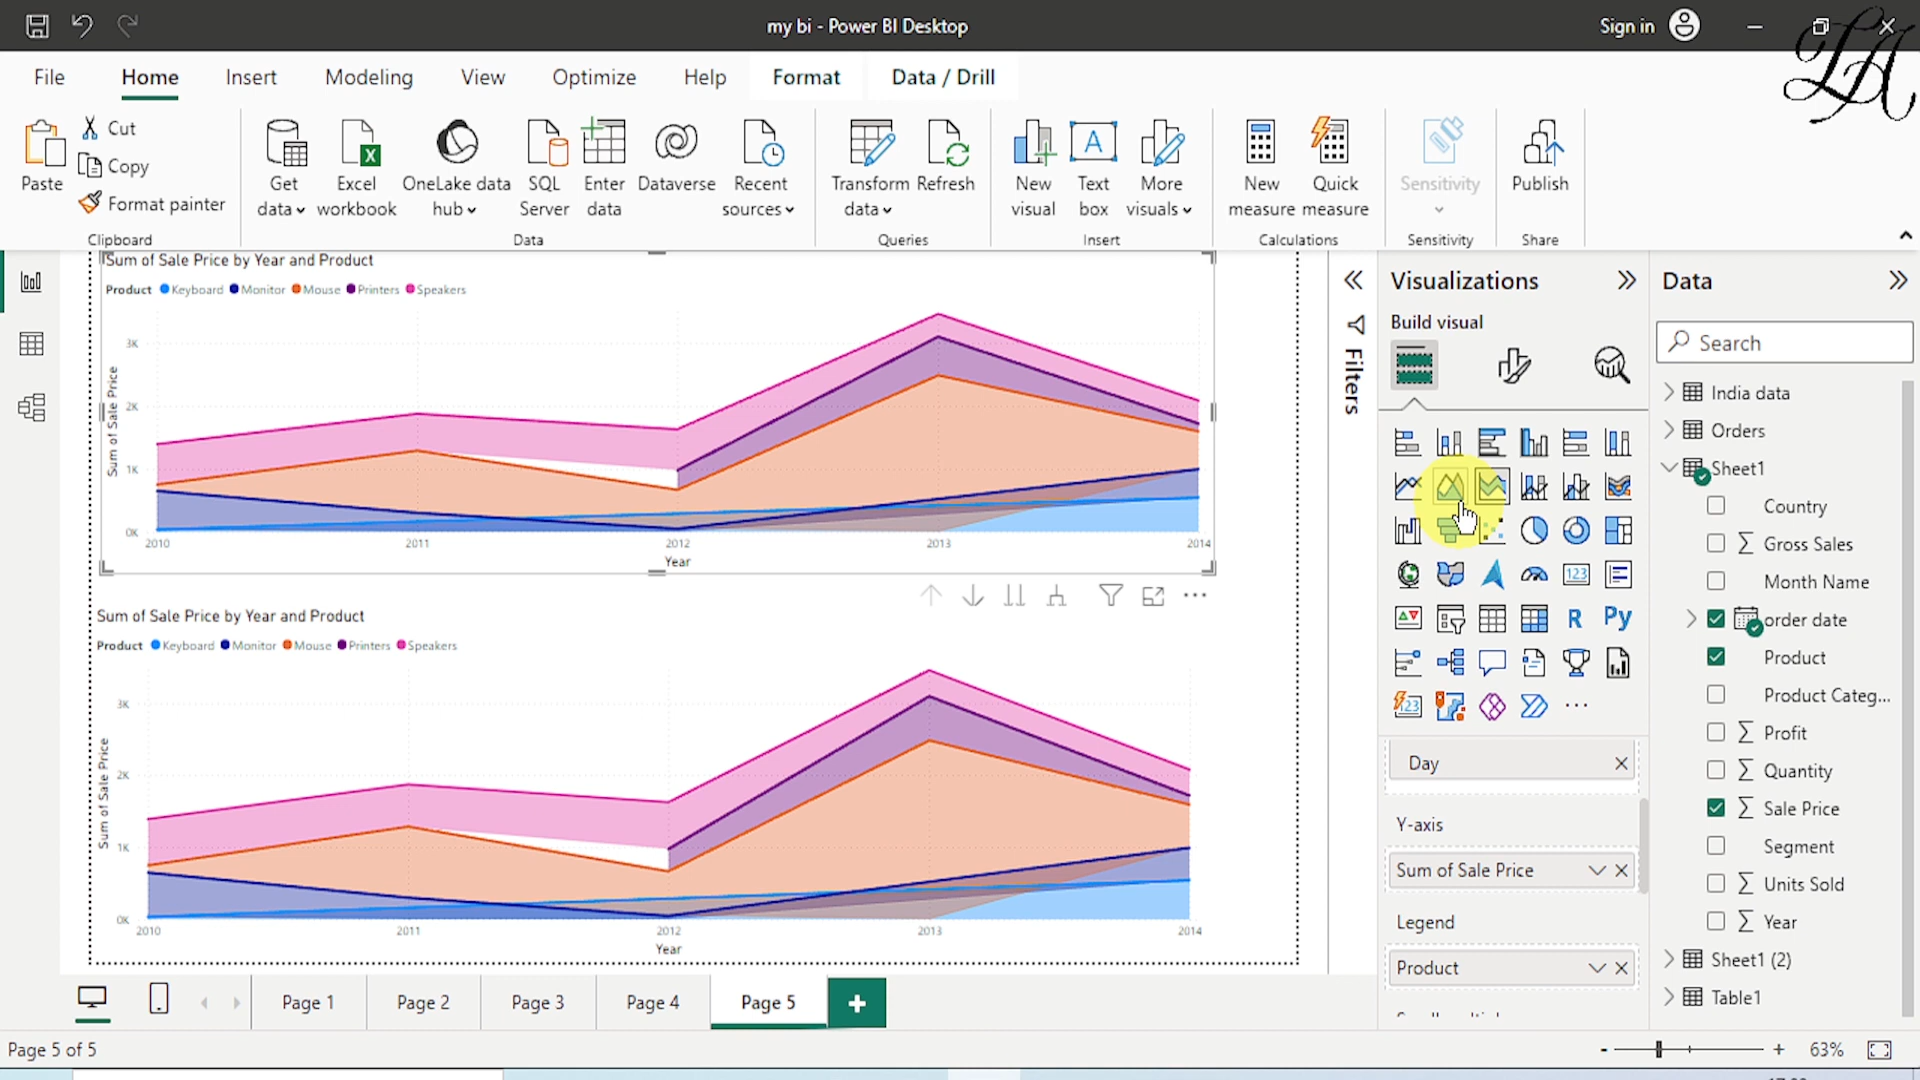 my bi - Power BI Desktop
Sign in
LA
File Home Insert Modeling View Optimize Help Format Data / Drill
Paste
Cut
Copy
Format painter
Clipboard
Get data
Excel workbook
OneLake data hub
SQL Server
Enter data
Dataverse
Recent sources
Data
Transform data
Refresh
Queries
New visual
Text box
More visuals
Insert
New measure
Quick measure
Calculations
Sensitivity
Sensitivity
Publish
Share
Sum of Sale Price by Year and Product
Product Keyboard Monitor Mouse Printers Speakers
Sum of Sale Price
3K
2K
1K
0K
2010 2011 2012 2013 2014
Year
Sum of Sale Price by Year and Product
Product Keyboard Monitor Mouse Printers Speakers
Sum of Sale Price
3K
2K
1K
0K
2010 2011 2012 2013 2014
Year
Filters
Visualizations
Build visual
123
R
Py
123
Day
Y-axis
Sum of Sale Price
Legend
Product
Data
Search
India data
Orders
Sheet1
Country
Gross Sales
Month Name
order date
Product
Product Categ...
Profit
Quantity
Sale Price
Segment
Units Sold
Year
Sheet1 (2)
Table1
Page 1 Page 2 Page 3 Page 4 Page 5
Page 5 of 5
63%